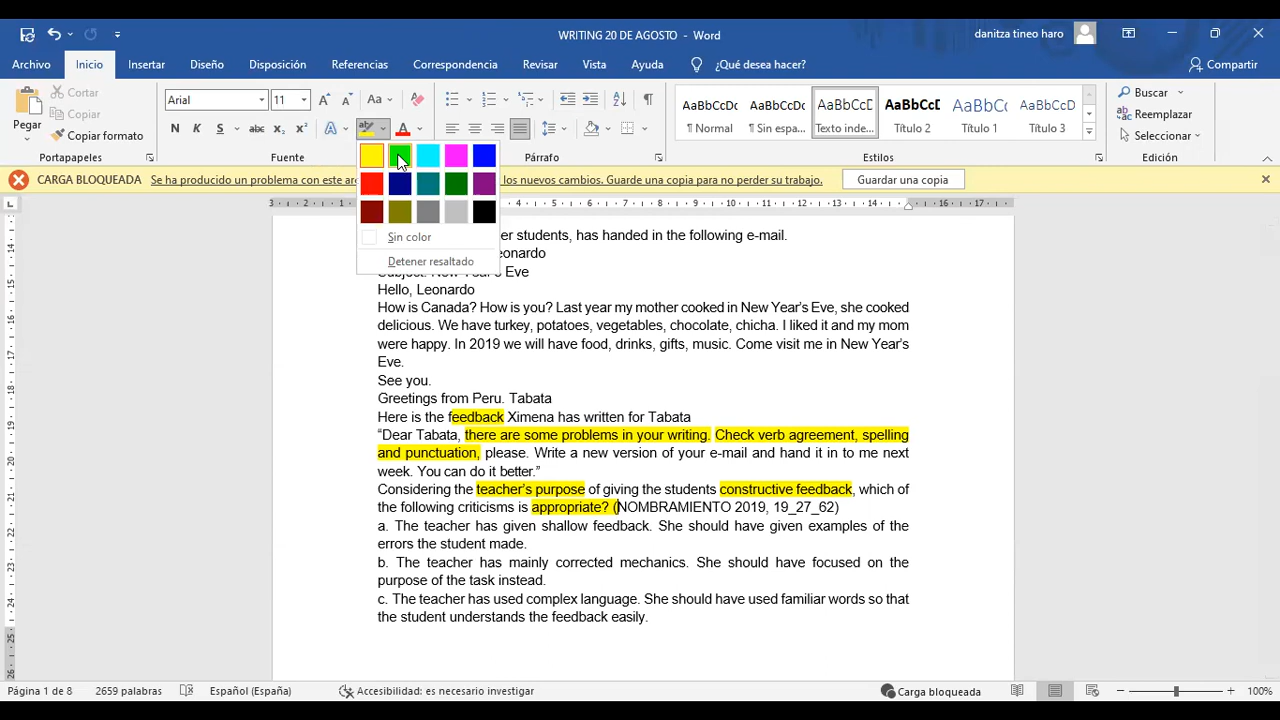 WRITING 20 DE AGOSTO - Word
danitza tineo haro
Archivo
Inicio
Insertar
Diseño
Disposición
Referencias
Correspondencia
Revisar
Vista
Ayuda
¿Qué desea hacer?
Compartir
Pegar
Cortar
Copiar
Copiar formato
Portapapeles
Arial
11
Aa
N K S abc x₂ x²
Fuente
Párrafo
AaBbCcDc AaBbCcDc AaBbCcD AaBbCcD AaBbCcD AaBbCcD
¶ Normal
¶ Sin espa...
Texto inde...
Título 2
¶ Título 1
Título 3
Estilos
Buscar
Reemplazar
Seleccionar
Edición
CARGA BLOQUEADA
Se ha producido un problema con este
los nuevos cambios. Guarde una copia para no perder su trabajo.
Guardar una copia
Sin color
Detener resaltado
students, has handed in the following e-mail.
Leonardo
Subject: New Year's Eve
Hello, Leonardo
How is Canada? How is you? Last year my mother cooked in New Year's Eve, she cooked
delicious. We have turkey, potatoes, vegetables, chocolate, chicha. I liked it and my mom
were happy. In 2019 we will have food, drinks, gifts, music. Come visit me in New Year's
Eve.
See you.
Greetings from Peru. Tabata
Here is the feedback Ximena has written for Tabata
“Dear Tabata, there are some problems in your writing. Check verb agreement, spelling
and punctuation, please. Write a new version of your e-mail and hand it in to me next
week. You can do it better.”
Considering the teacher's purpose of giving the students constructive feedback, which of
the following criticisms is appropriate? (NOMBRAMIENTO 2019, 19_27_62)
a. The teacher has given shallow feedback. She should have given examples of the
errors the student made.
b. The teacher has mainly corrected mechanics. She should have focused on the
purpose of the task instead.
c. The teacher has used complex language. She should have used familiar words so that
the student understands the feedback easily.
Página 1 de 8
2659 palabras
Español (España)
Accesibilidad: es necesario investigar
Carga bloqueada
100%